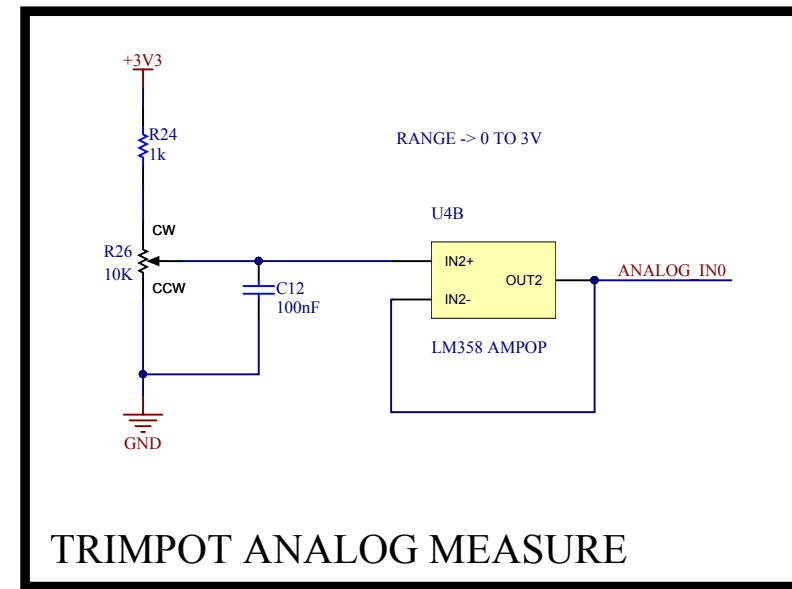 +3V3
R24
1k
RANGE -> 0 TO 3V
U4B
CW
R26
10K
CCW
IN2+
OUT2
IN2-
ANALOG_IN0
C12
100nF
LM358 AMPOP
GND
TRIMPOT ANALOG MEASURE